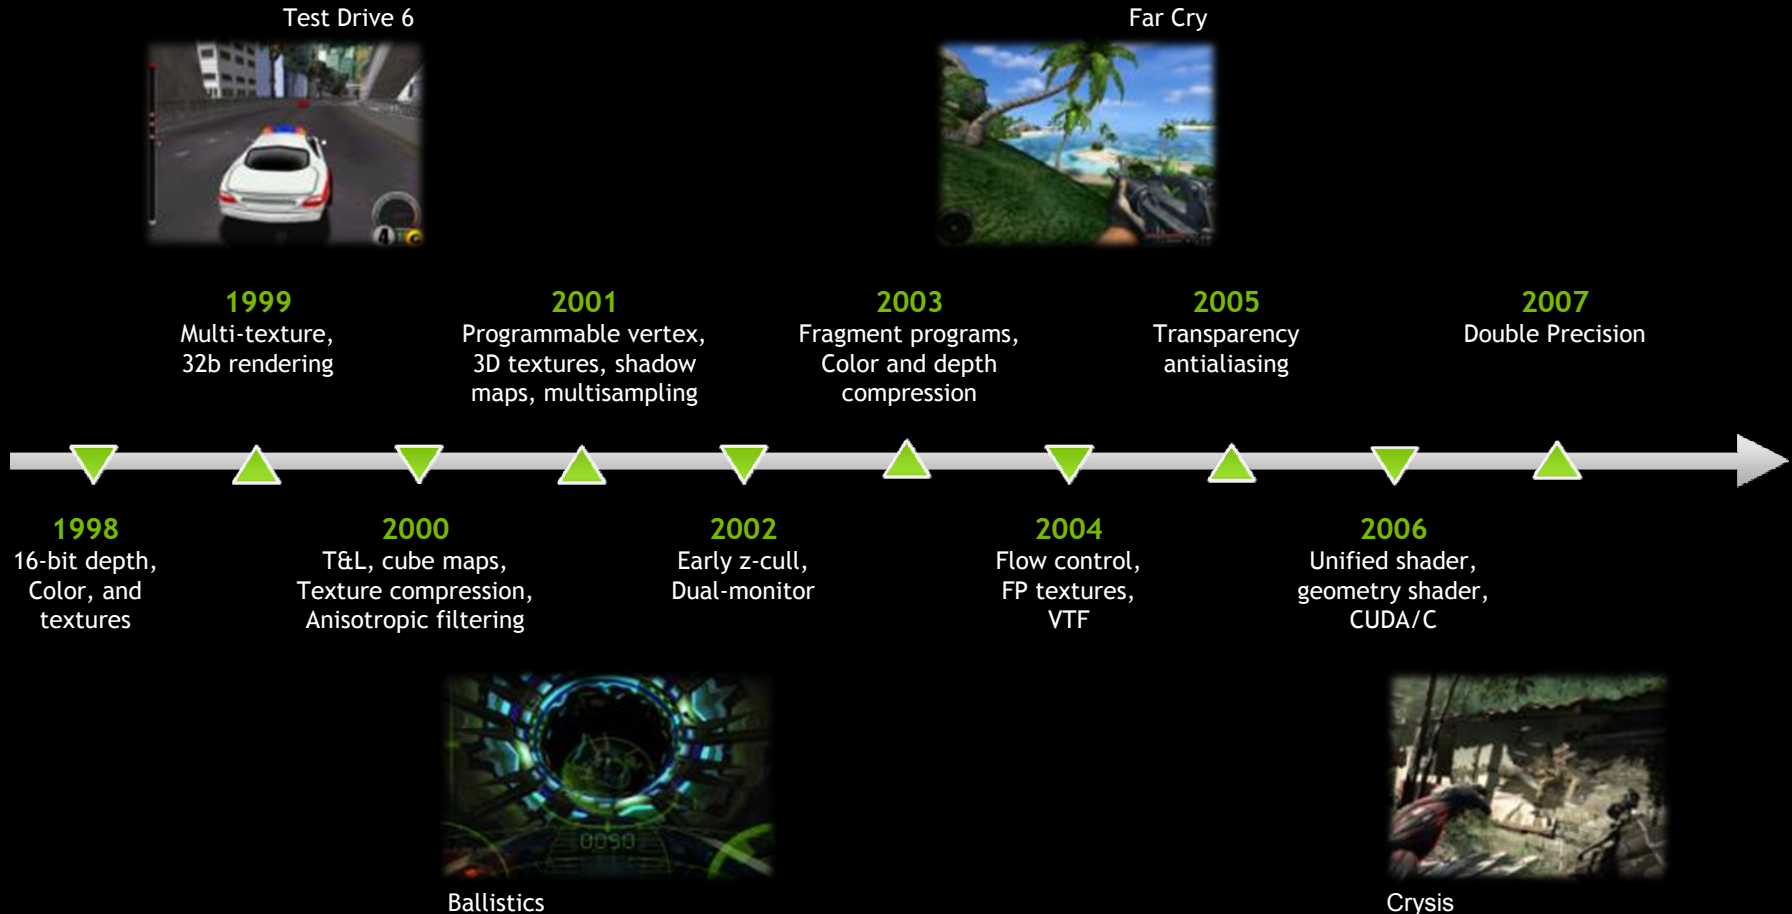 Test Drive 6
Far Cry
4
1999
Multi-texture,
32b rendering
2001
Programmable vertex,
3D textures, shadow
maps, multisampling
2003
Fragment programs,
Color and depth
compression
2005
Transparency
antialiasing
2007
Double Precision
1998
16-bit depth,
Color, and
textures
2000
T&L, cube maps,
Texture compression,
Anisotropic filtering
2002
Early z-cull,
Dual-monitor
2004
Flow control,
FP textures,
VTF
2006
Unified shader,
geometry shader,
CUDA/C
0050
Ballistics
Crysis